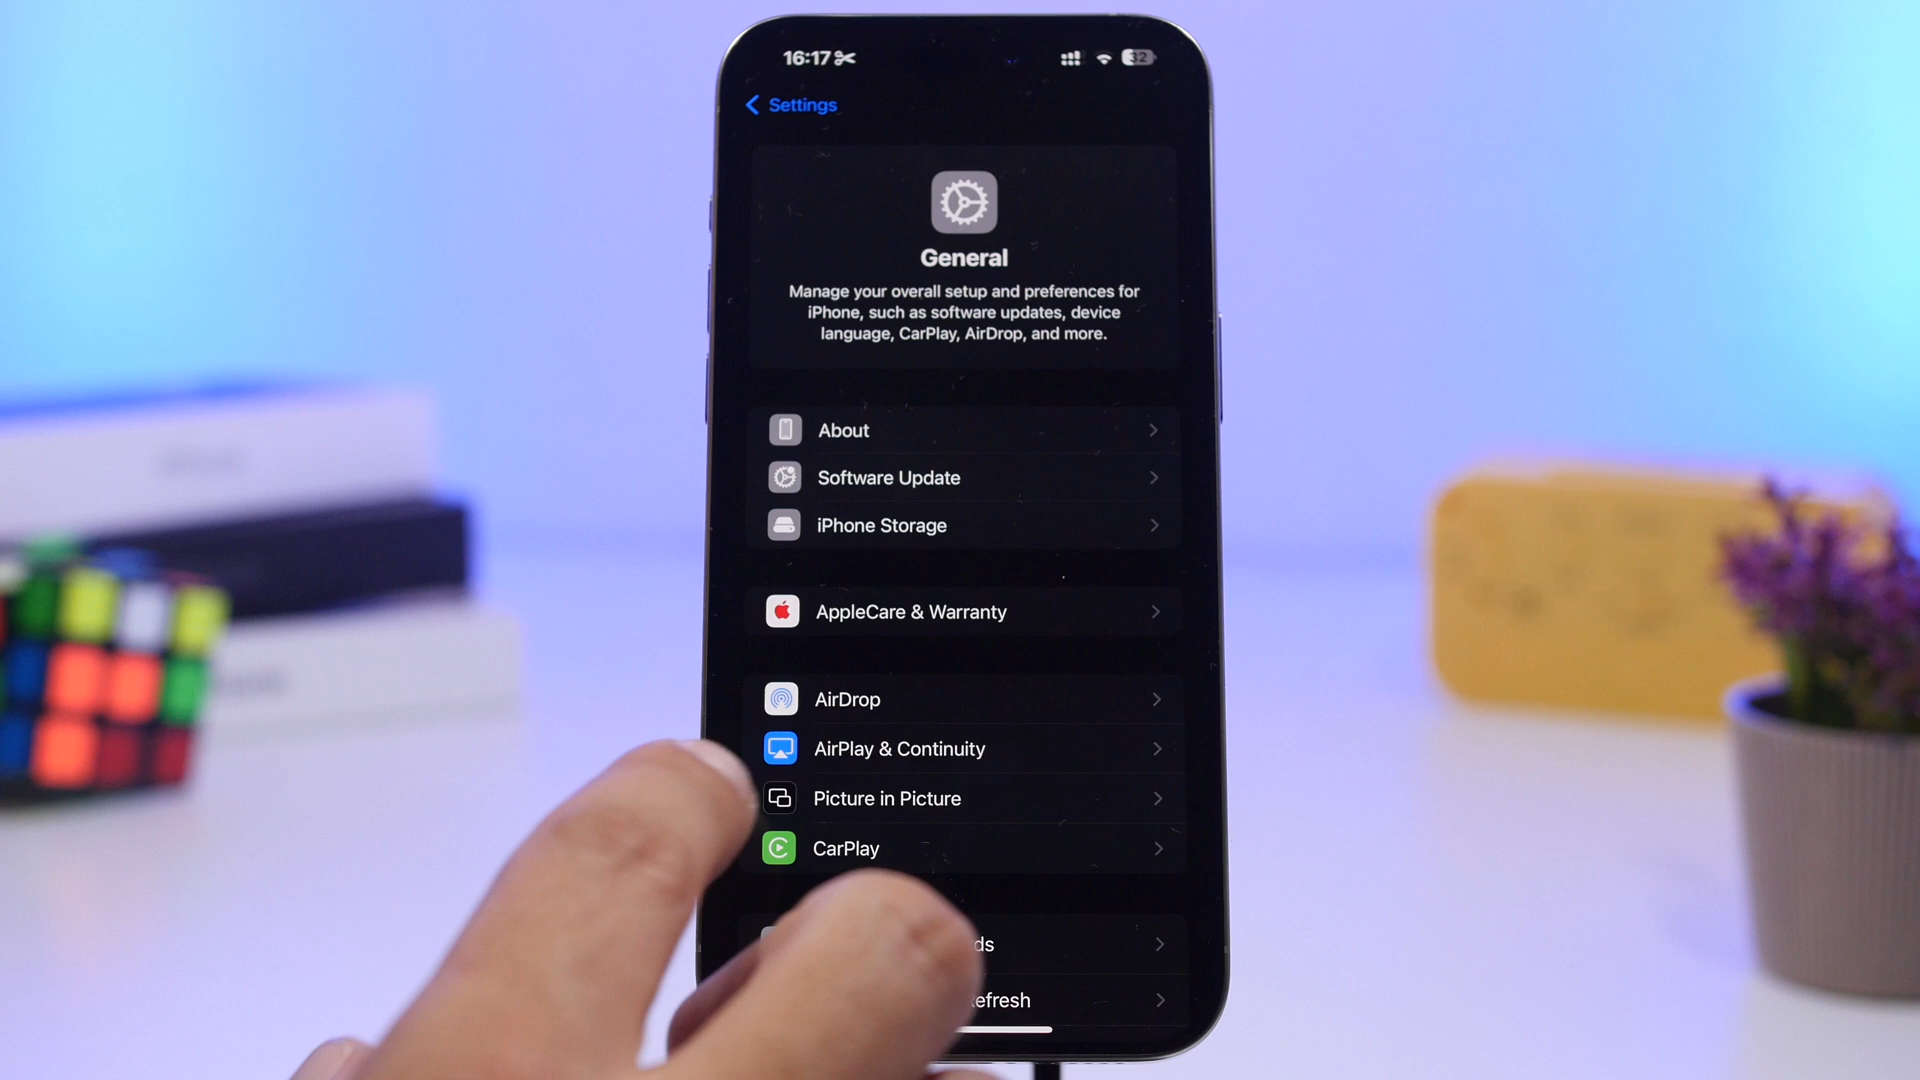 16:17
32
Settings
General
Manage your overall setup and preferences for
iPhone, such as software updates, device
language, CarPlay, AirDrop, and more.
About
Software Update
iPhone Storage
AppleCare & Warranty
AirDrop
AirPlay & Continuity
Picture in Picture
CarPlay
ds
efresh